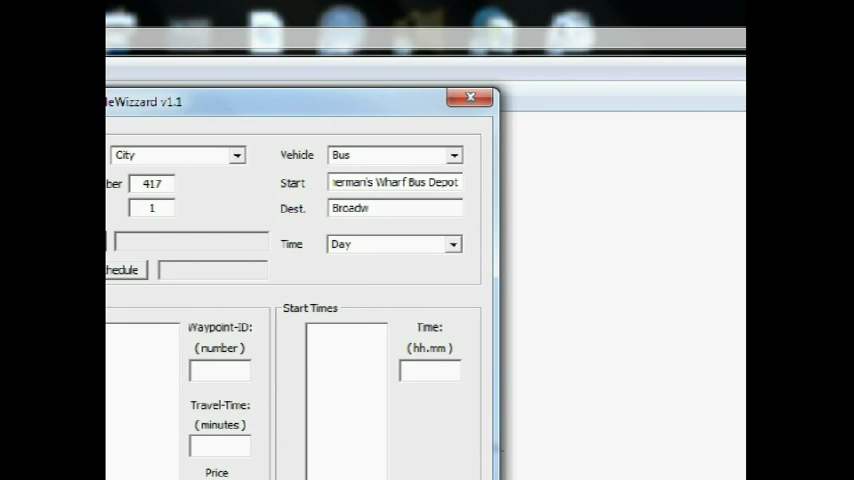 leWizzard v1.1
City
Vehicle
Bus
ber
417
Start
nerman's Wharf Bus Depot
1
Dest.
Broadw
Time
Day
hedule
Start Times
Waypoint-ID:
(number)
Time:
(hh.mm)
Travel-Time:
(minutes)
Price